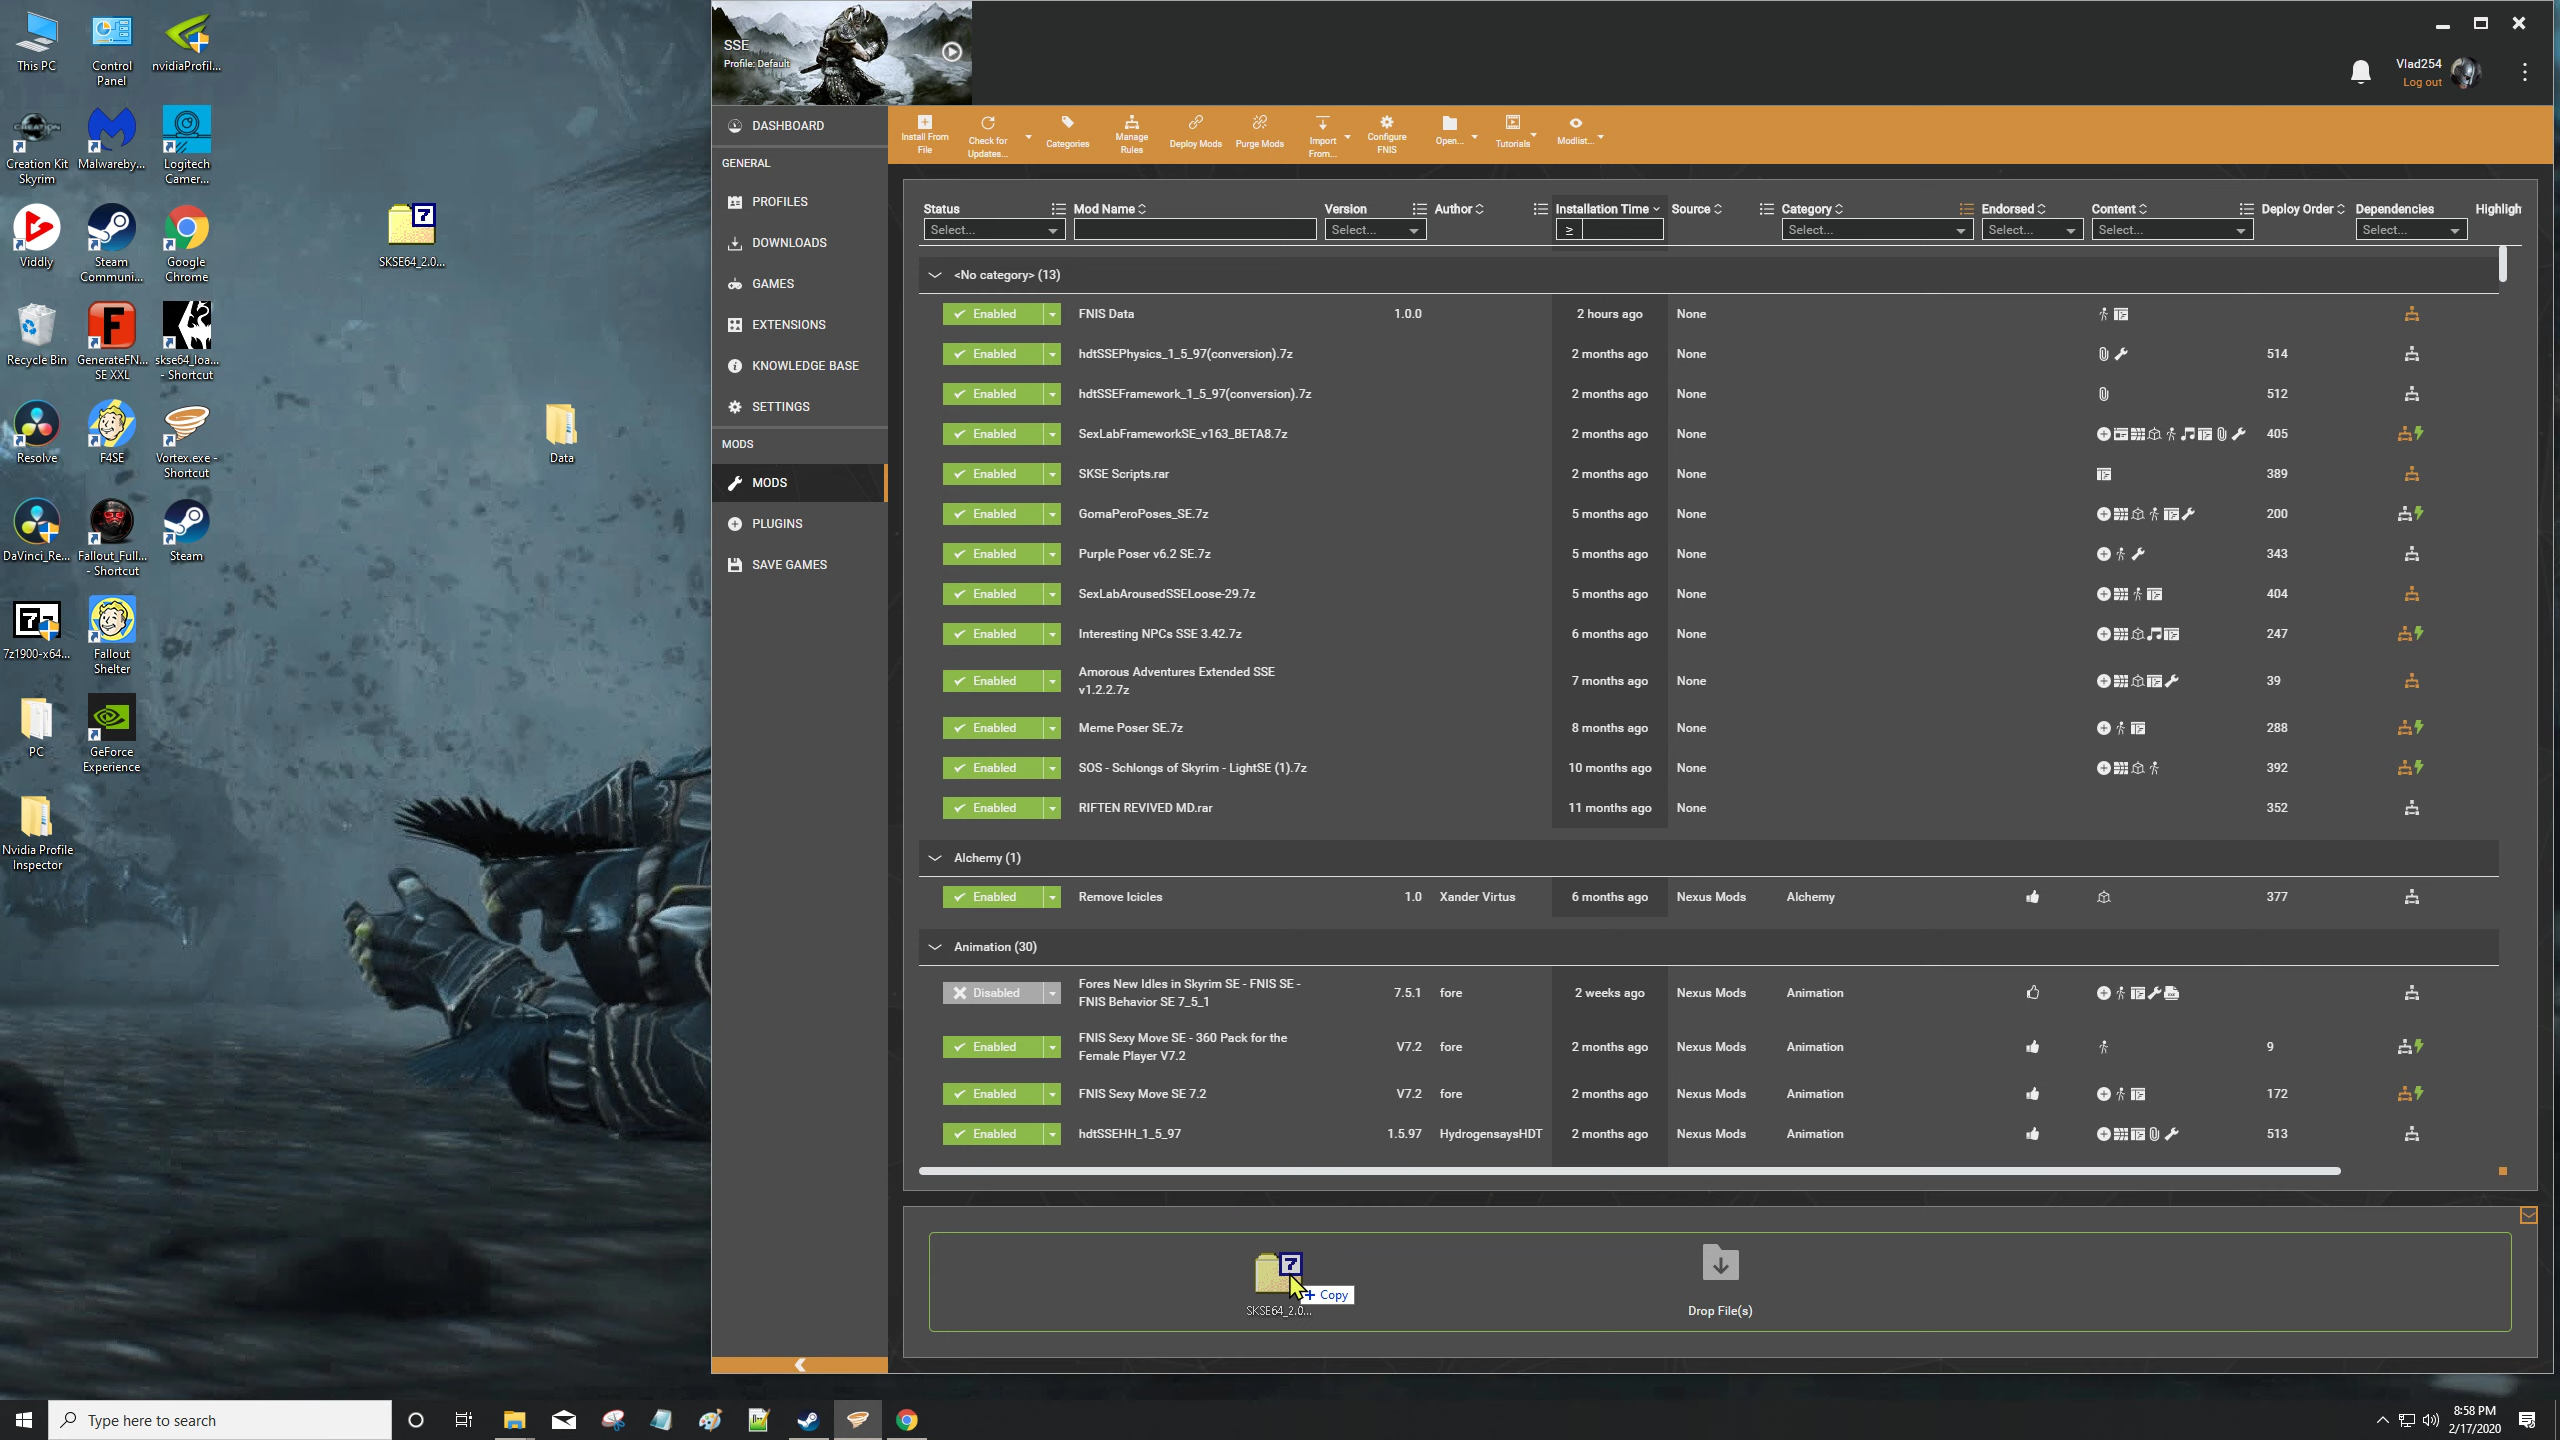 This PC
Control
Panel
nvidiaProfil...
Creation Kit
Skyrim
Malwareby...
Logitech
Camer...
Viddly
Steam
Communi...
Google
Chrome
SKSE64_2.0...
Recycle Bin
GenerateFN...
SE XXL
skse64_loa...
- Shortcut
Resolve
F4SE
Vortex.exe -
Shortcut
Data
DaVinci_Re...
Fallout_Full...
- Shortcut
Steam
7z1900-x64...
Fallout
Shelter
PC
GeForce
Experience
Nvidia Profile
Inspector
SSE
Profile: Default
Vlad254
Log out
DASHBOARD
GENERAL
PROFILES
DOWNLOADS
GAMES
EXTENSIONS
KNOWLEDGE BASE
SETTINGS
MODS
MODS
PLUGINS
SAVE GAMES
Install From
File
Check for
Updates...
Categories
Manage
Rules
Deploy Mods
Purge Mods
Import
From...
Configure
FNIS
Open...
Tutorials
Modlist...
Status Mod Name Version Author Installation Time Source Category Endorsed Content Deploy Order Dependencies Highligh
Select... Select... ≥ Select... Select... Select... Select...
<No category> (13)
Enabled FNIS Data 1.0.0 2 hours ago None
Enabled hdtSSEPhysics_1_5_97(conversion).7z 2 months ago None 514
Enabled hdtSSEFramework_1_5_97(conversion).7z 2 months ago None 512
Enabled SexLabFrameworkSE_v163_BETA8.7z 2 months ago None 405
Enabled SKSE Scripts.rar 2 months ago None 389
Enabled GomaPeroPoses_SE.7z 5 months ago None 200
Enabled Purple Poser v6.2 SE.7z 5 months ago None 343
Enabled SexLabArousedSSELoose-29.7z 5 months ago None 404
Enabled Interesting NPCs SSE 3.42.7z 6 months ago None 247
Amorous Adventures Extended SSE
Enabled v1.2.2.7z 7 months ago None 39
Enabled Meme Poser SE.7z 8 months ago None 288
Enabled SOS - Schlongs of Skyrim - LightSE (1).7z 10 months ago None 392
Enabled RIFTEN REVIVED MD.rar 11 months ago None 352
Alchemy (1)
Enabled Remove Icicles 1.0 Xander Virtus 6 months ago Nexus Mods Alchemy 377
Animation (30)
Fores New Idles in Skyrim SE - FNIS SE -
Disabled FNIS Behavior SE 7_5_1 7.5.1 fore 2 weeks ago Nexus Mods Animation
FNIS Sexy Move SE - 360 Pack for the
Enabled Female Player V7.2 V7.2 fore 2 months ago Nexus Mods Animation 9
Enabled FNIS Sexy Move SE 7.2 V7.2 fore 2 months ago Nexus Mods Animation 172
Enabled hdtSSEHH_1_5_97 1.5.97 HydrogensaysHDT 2 months ago Nexus Mods Animation 513
7
Copy
SKSE64_2.0...
Drop File(s)
Type here to search
8:58 PM
2/17/2020